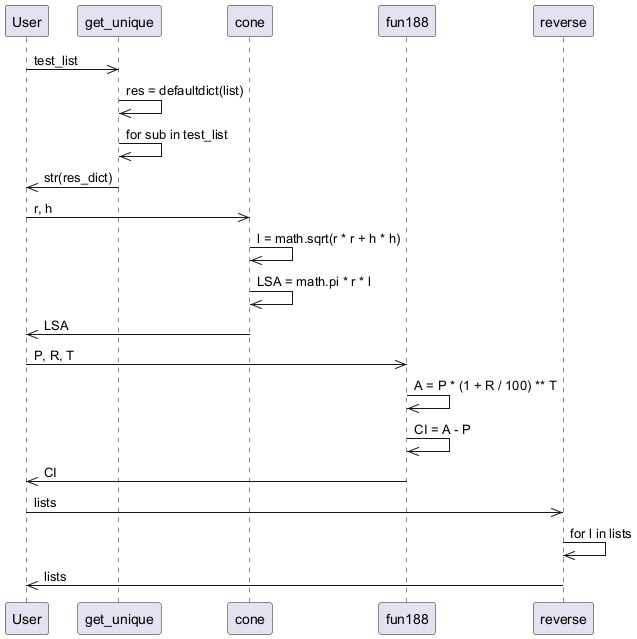 User get_unique cone fun188 reverse
test_list
res = defaultdict(list)
for sub in test_list
str(res_dict)
r, h
l = math.sqrt(r * r + h * h)
LSA = math.pi * r * l
LSA
P, R, T
A = P * (1 + R / 100) ** T
CI = A - P
CI
lists
for l in lists
lists
User get_unique cone fun188 reverse